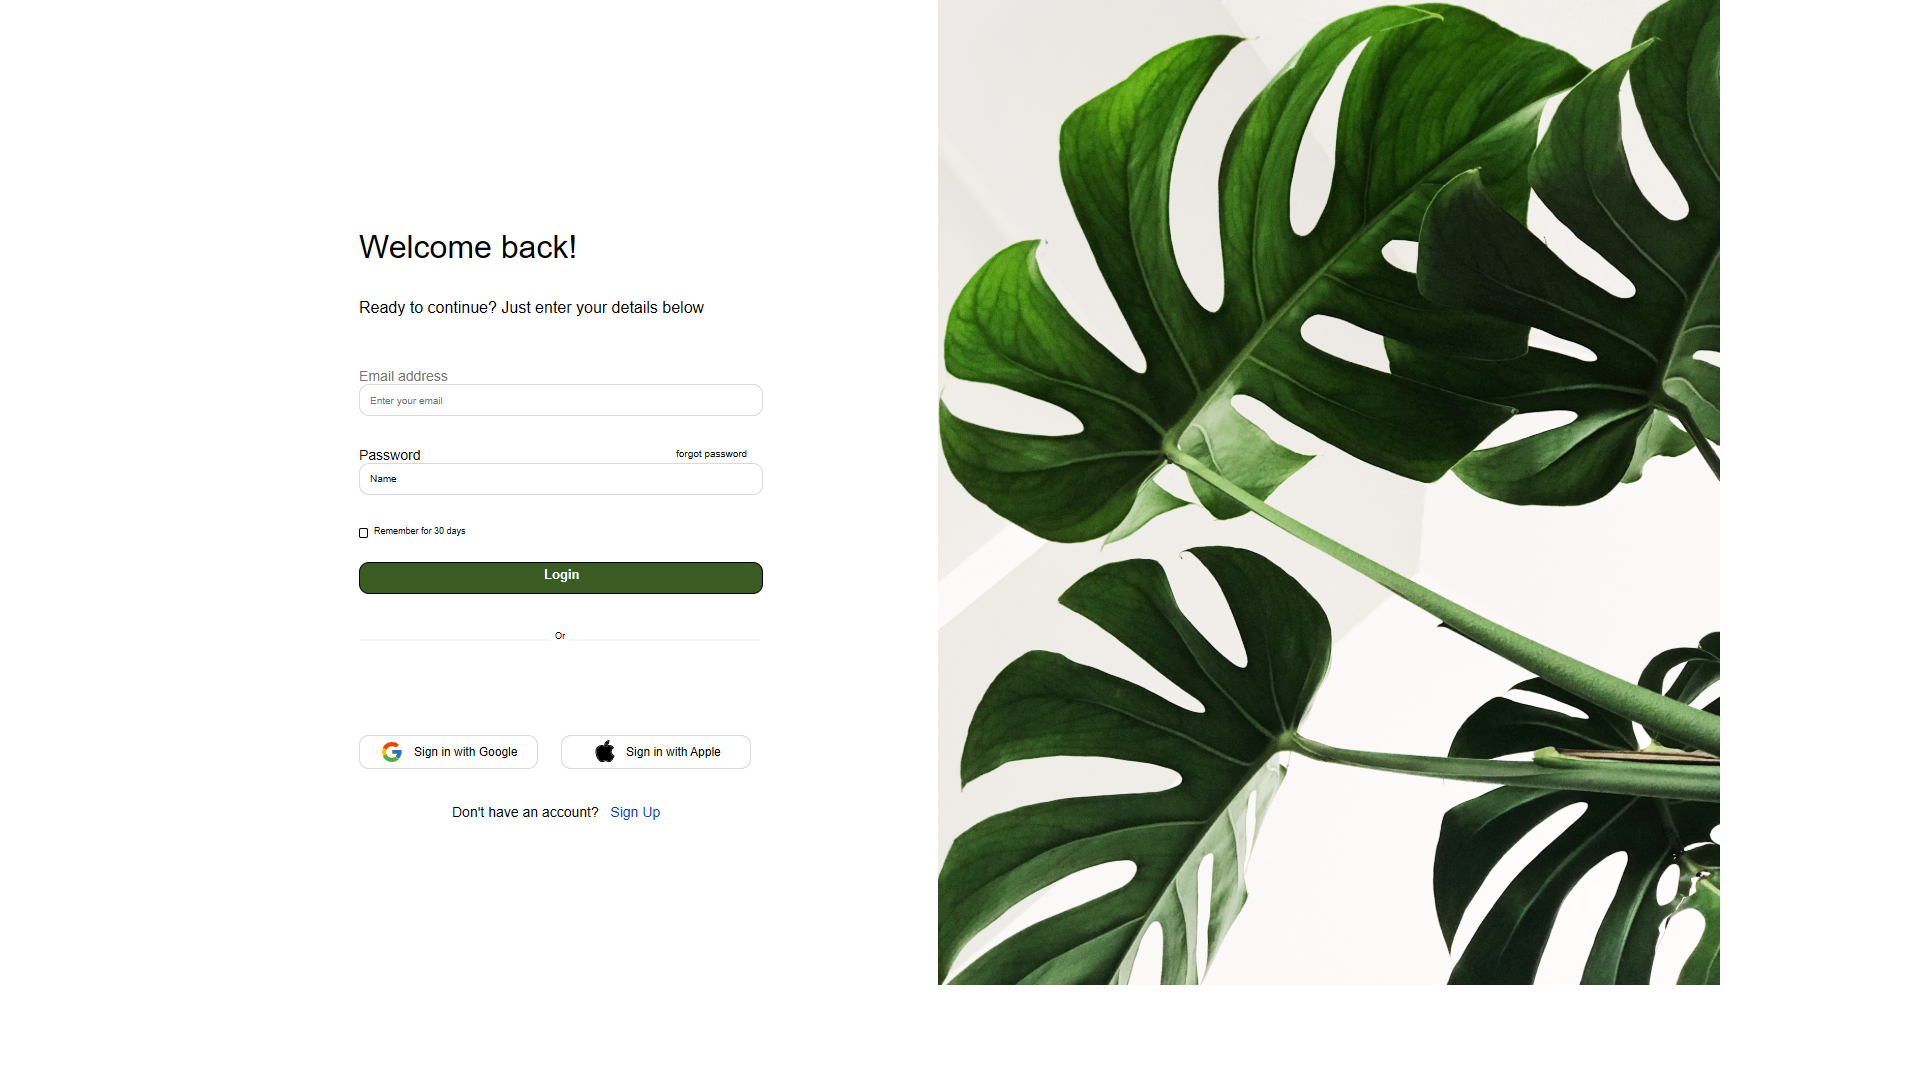 Welcome back!
Ready to continue? Just enter your details below
Email address
Enter your email
Password forgot password
Name
Remember for 30 days
Login
Or
Sign in with Google Sign in with Apple
Don't have an account? Sign Up